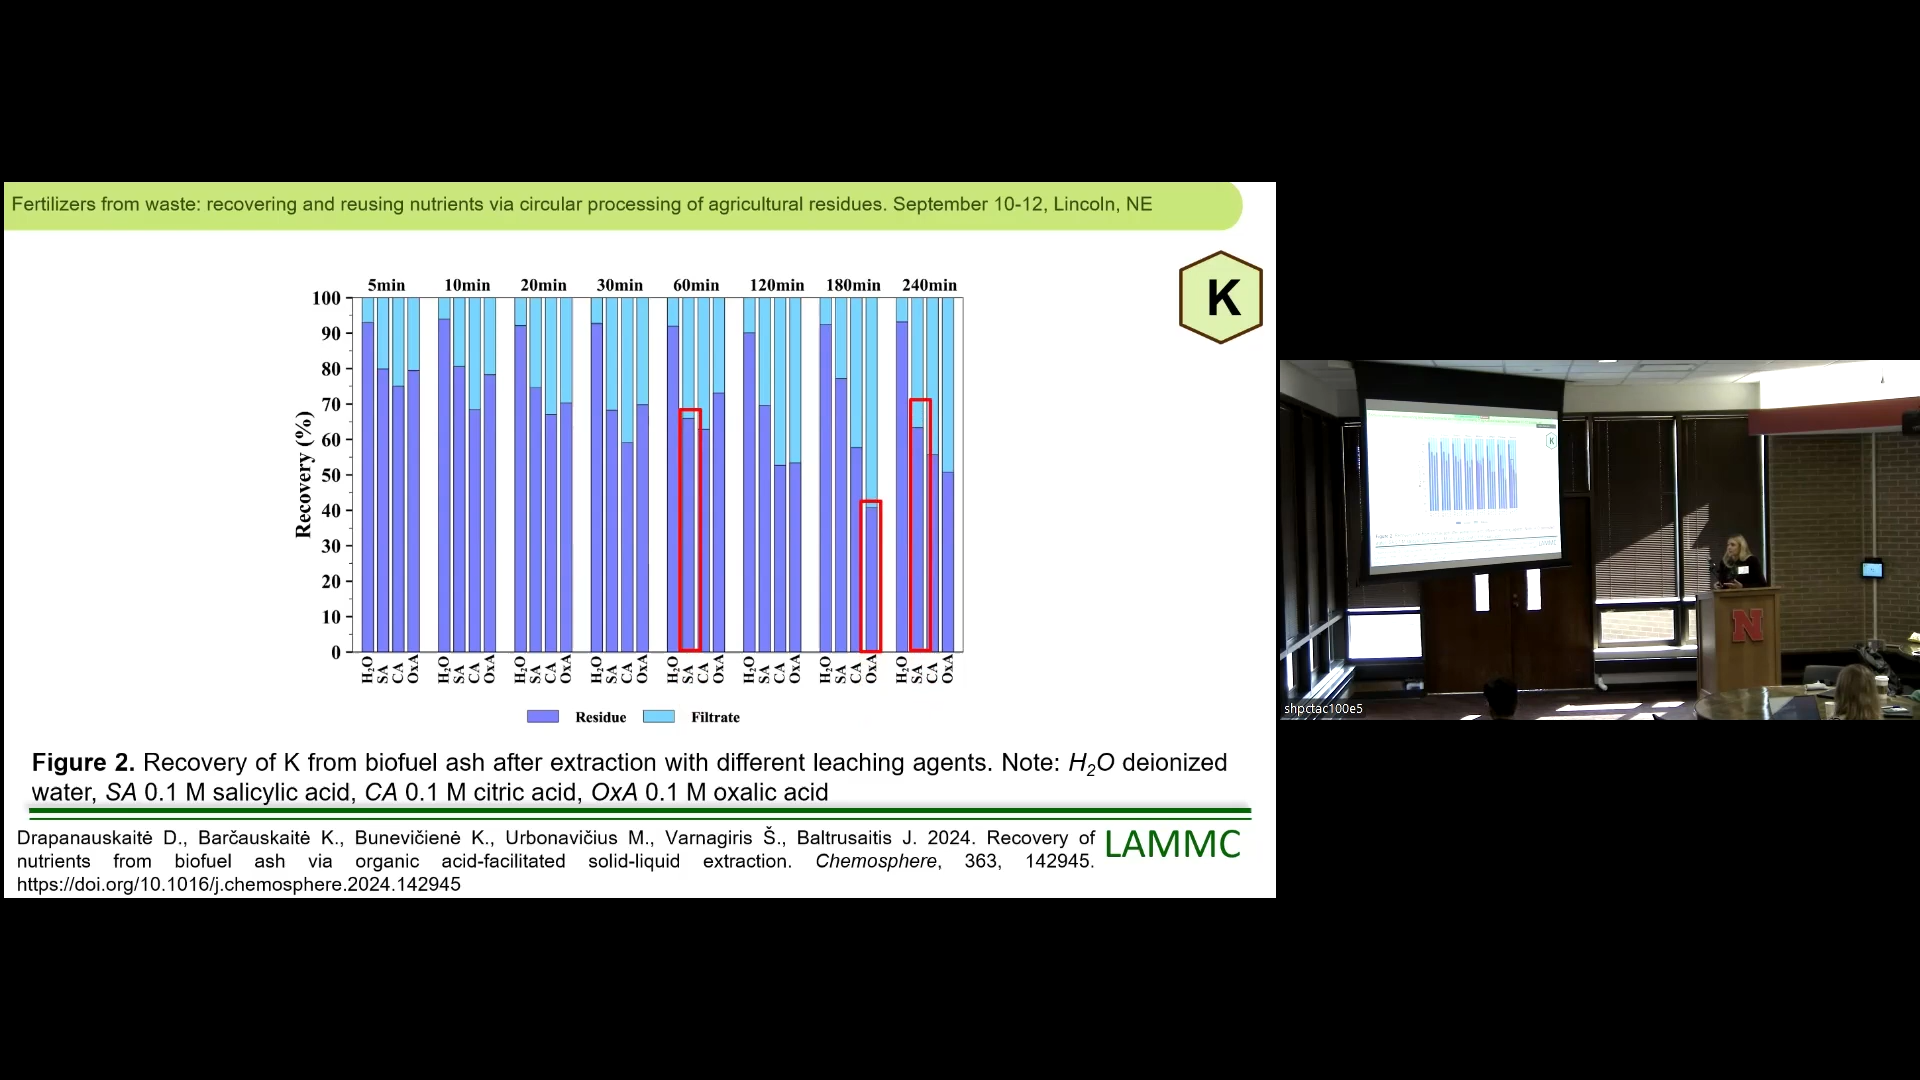 Fertilizers from waste: recovering and reusing nutrients via circular processing of agricultural residues. September 10-12, Lincoln, NE
K
5min 10min 20min 30min 60min 120min 180min 240min
100
90
80
70
60
50
40
30
20
10
0
Recovery (%)
H₂O SA CA OxA H₂O SA CA OxA H₂O SA CA OxA H₂O SA CA OxA H₂O SA CA OxA H₂O SA CA OxA H₂O SA CA OxA H₂O SA CA OxA
Residue Filtrate
Figure 2. Recovery of K from biofuel ash after extraction with different leaching agents. Note: H₂O deionized
water, SA 0.1 M salicylic acid, CA 0.1 M citric acid, OxA 0.1 M oxalic acid
Drapanauskaitė D., Barčauskaitė K., Bunevičienė K., Urbonavičius M., Varnagiris Š., Baltrusaitis J. 2024. Recovery of
nutrients from biofuel ash via organic acid-facilitated solid-liquid extraction. Chemosphere, 363, 142945.
https://doi.org/10.1016/j.chemosphere.2024.142945
LAMMC
K
N
shpctac100e5